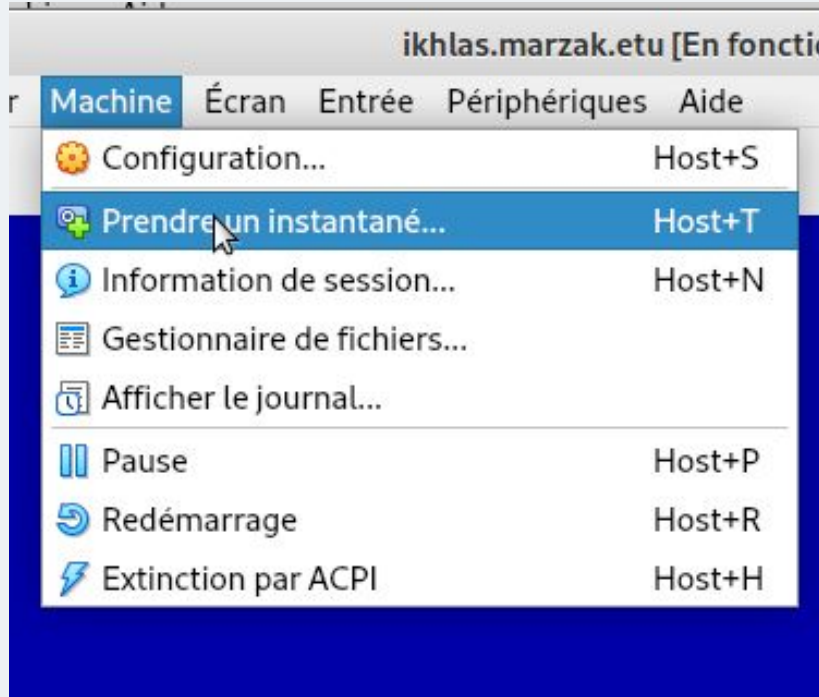 ikhlas.marzak.etu [En foncti
r Machine Écran Entrée Périphériques Aide
Configuration... Host+S
Prendre un instantané... Host+T
Information de session... Host+N
Gestionnaire de fichiers...
Afficher le journal...
Pause Host+P
Redémarrage Host+R
Extinction par ACPI Host+H